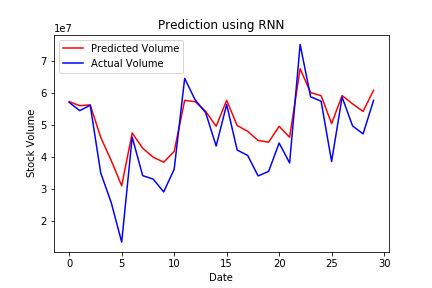 Prediction using RNN
1e7
Predicted Volume
Actual Volume
7
6
5
4
3
2
Stock Volume
0 5 10 15 20 25 30
Date